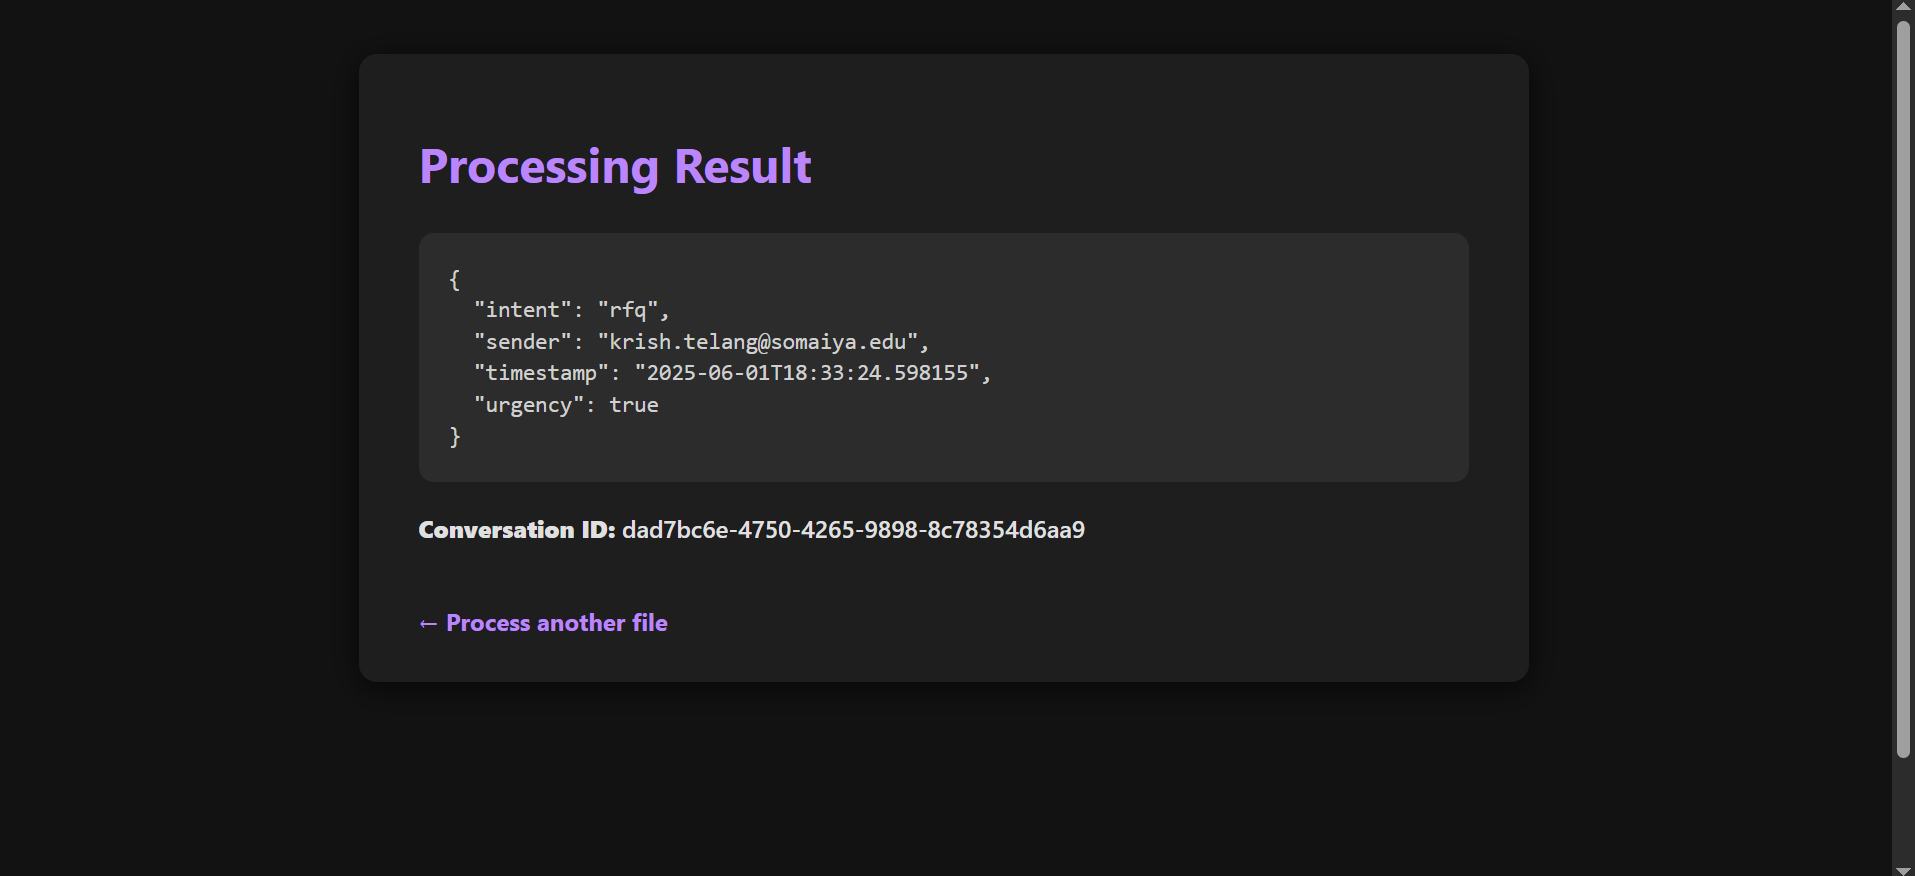 Processing Result
{
  "intent": "rfq",
  "sender": "krish.telang@somaiya.edu",
  "timestamp": "2025-06-01T18:33:24.598155",
  "urgency": true
}
Conversation ID: dad7bc6e-4750-4265-9898-8c78354d6aa9
← Process another file